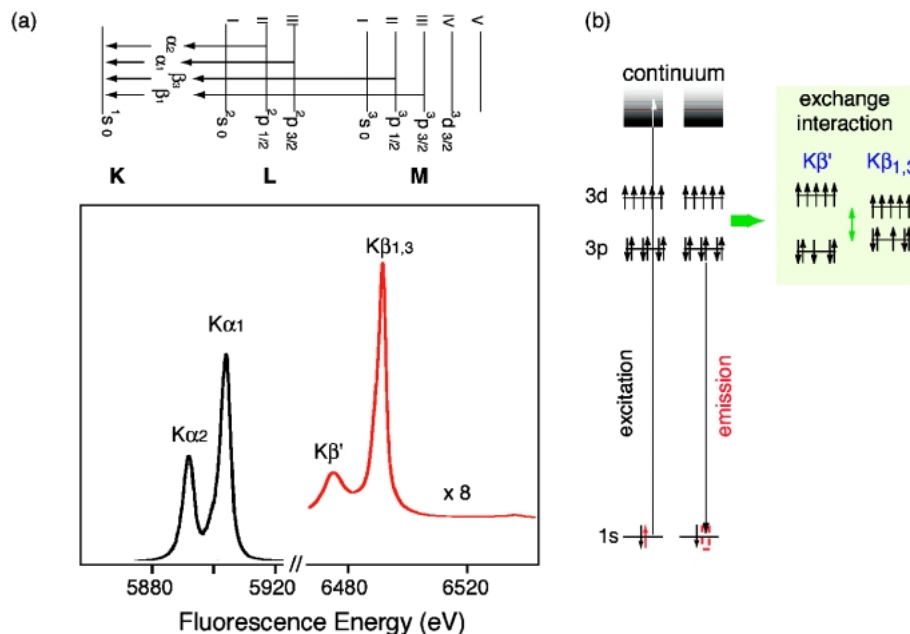 (a)
I II III I II III IV V
α2
α1
β3
β1
1s0 2s0 2p1/2 2p3/2 3s0 3p1/2 3p3/2 3d3/2
K L M
Kβ1,3
Kα1
Kα2
Kβ'
x 8
5880 5920 // 6480 6520
Fluorescence Energy (eV)
(b)
continuum
exchange
interaction
Kβ' Kβ1,3
3d
3p
excitation
emission
1s